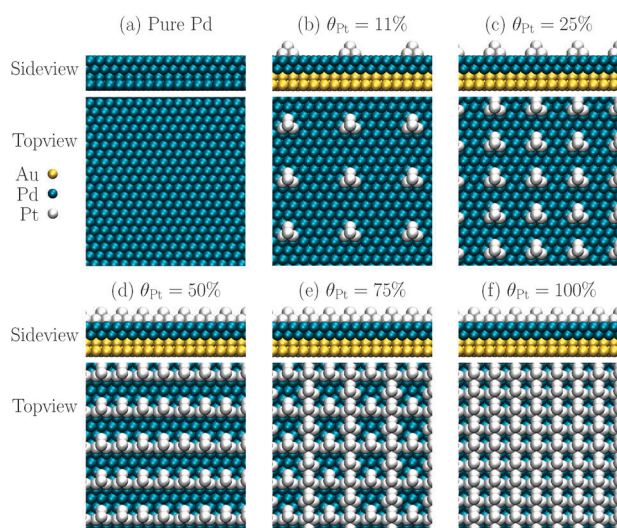 (a) Pure Pd
(b) θPt = 11%
(c) θPt = 25%
Sideview
Topview
Au
Pd
Pt
(d) θPt = 50%
(e) θPt = 75%
(f) θPt = 100%
Sideview
Topview